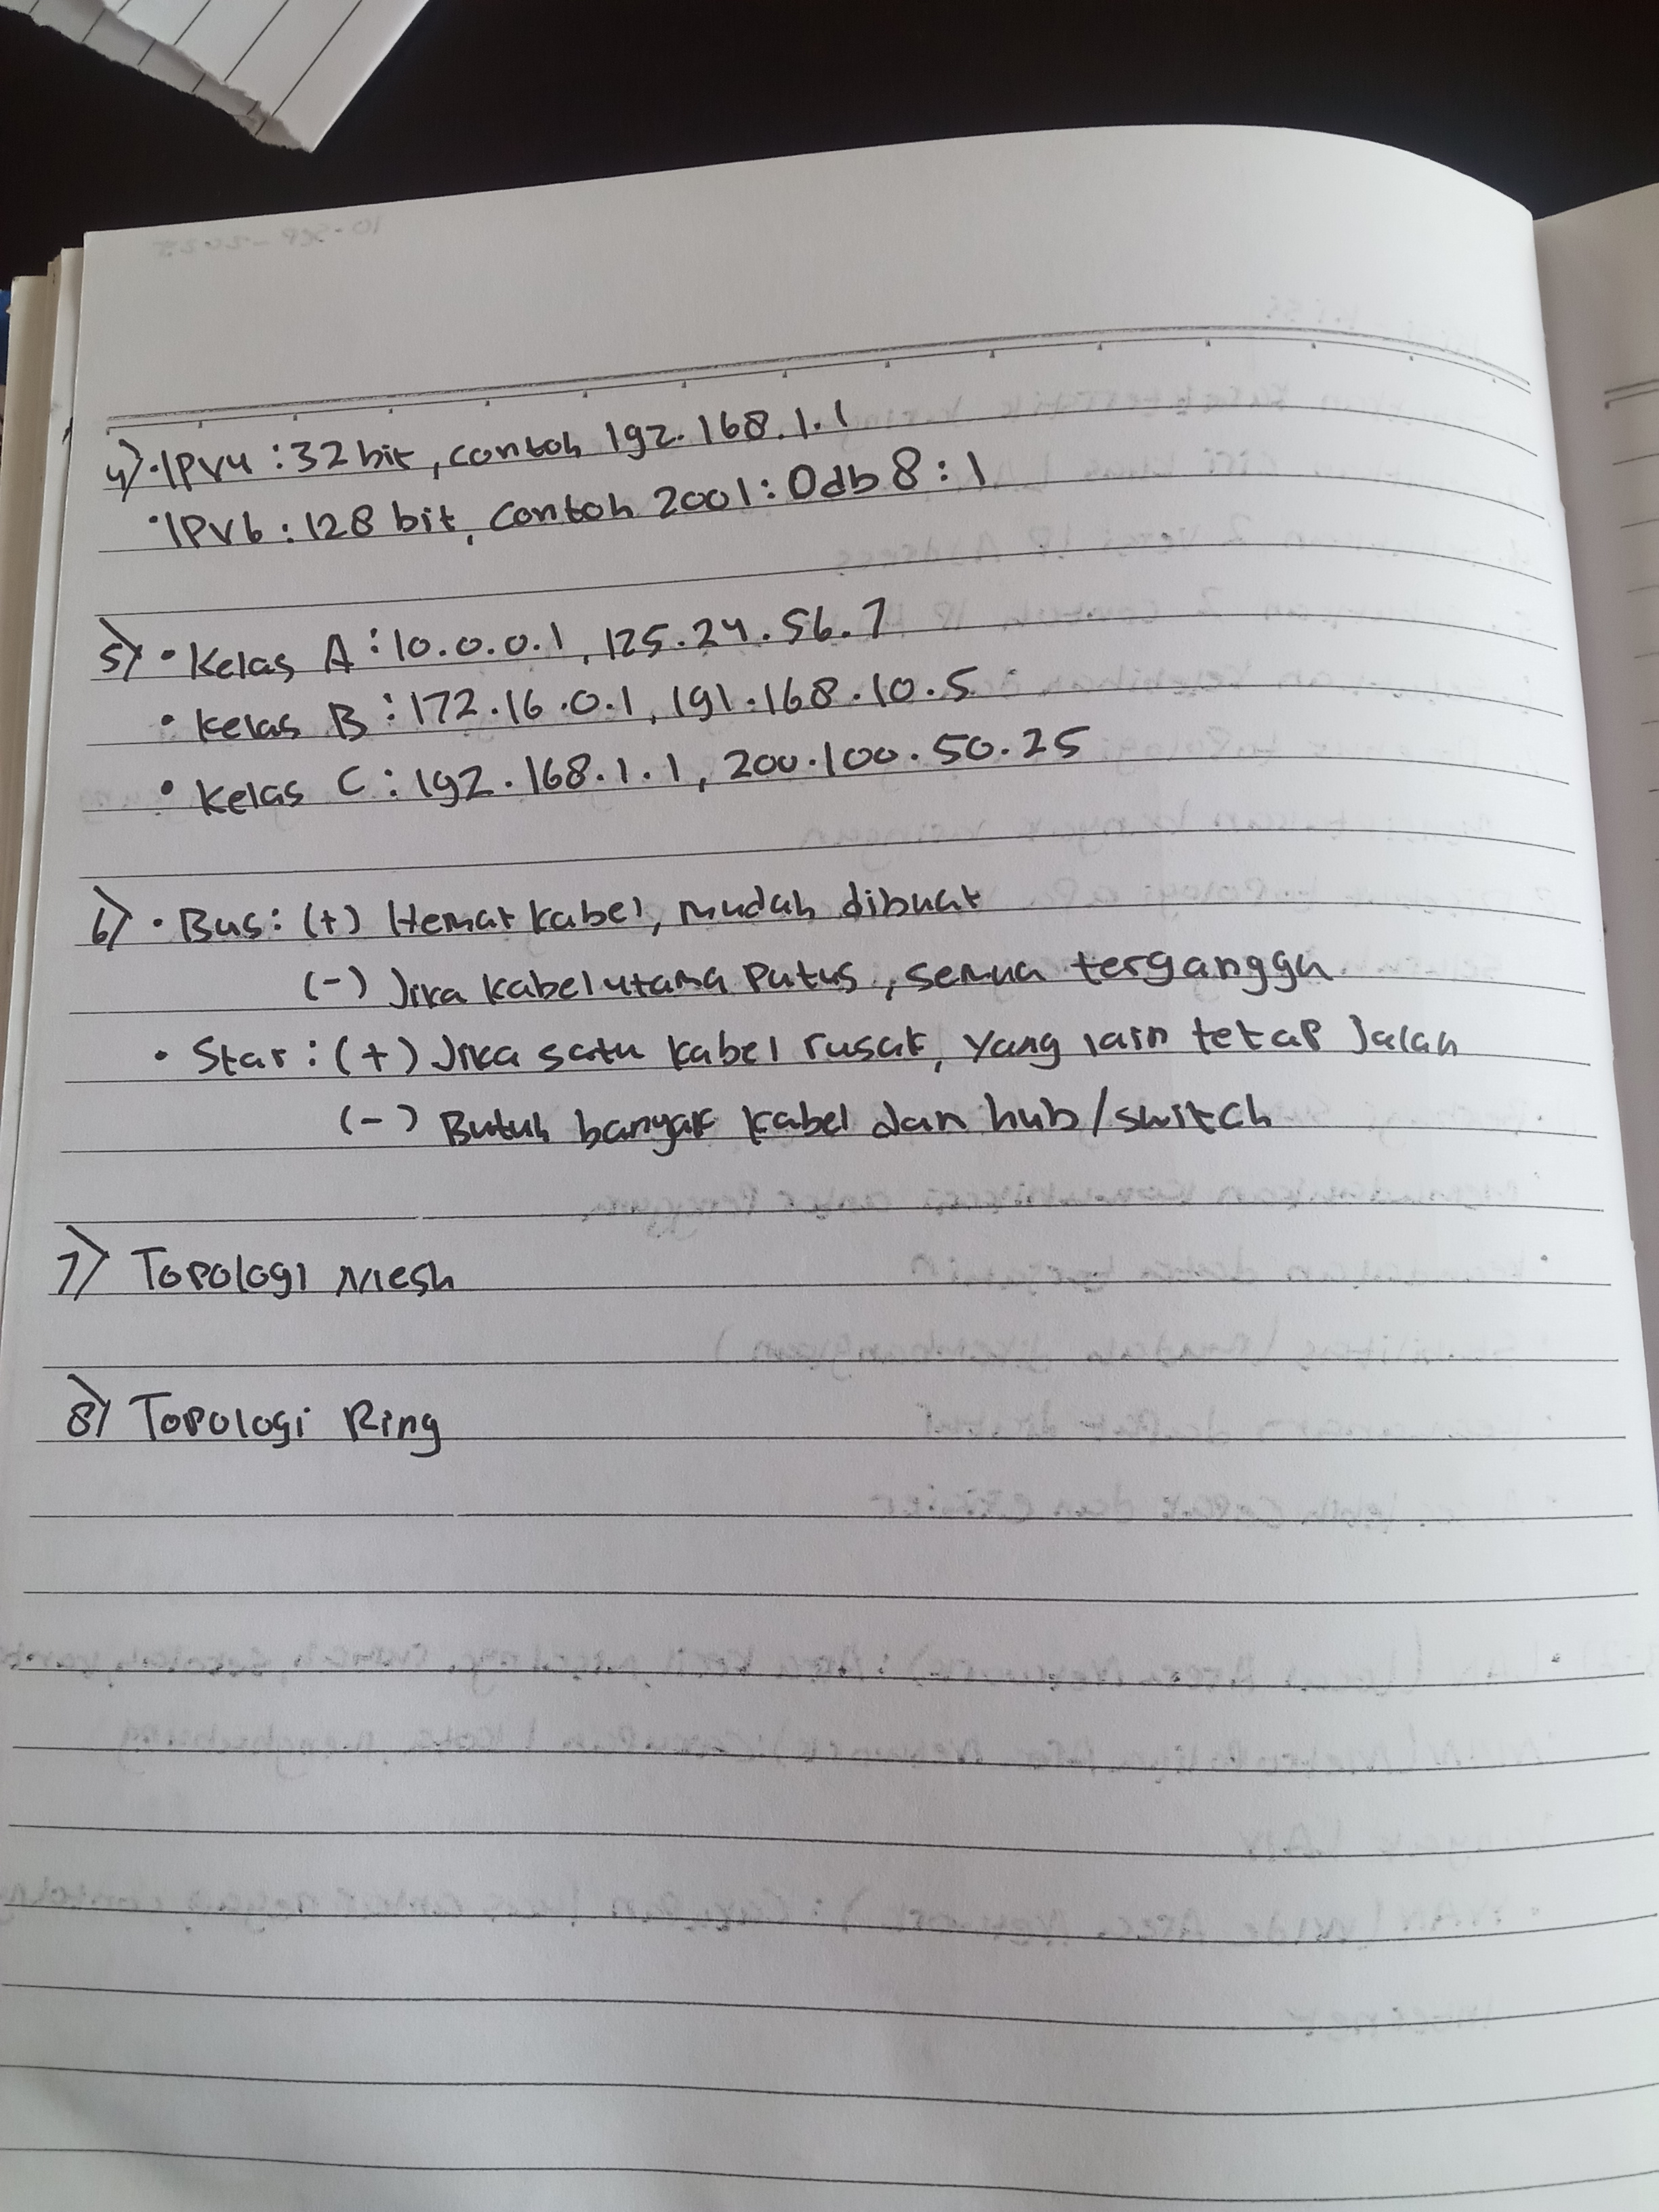 4) • IPv4 : 32 bit, contoh 192.168.1.1
• IPV6 : 128 bit, contoh 2001:0db8:1
5) • Kelas A : 10.0.0.1, 125.24.56.7
• Kelas B : 172.16.0.1, 191.168.10.5
• Kelas C : 192.168.1.1, 200.100.50.25
6) • Bus : (+) Hemat kabel, mudah dibuat
(-) Jika kabel utama putus, semua terganggu
• Star : (+) Jika satu kabel rusak, yang lain tetap jalan
(-) Butuh banyak kabel dan hub/switch
7) Topologi Mesh
8) Topologi Ring